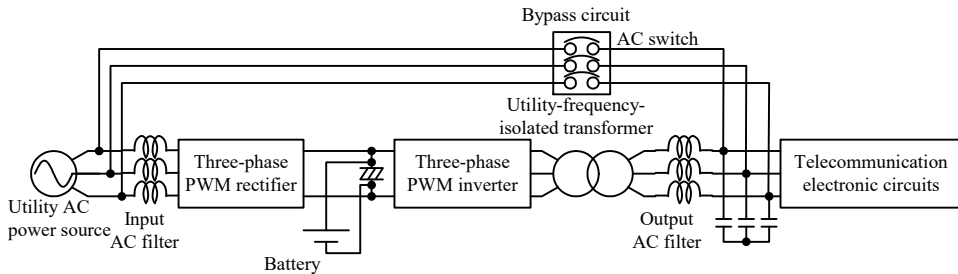 Bypass circuit
AC switch
Utility-frequency-
isolated transformer
Three-phase
PWM rectifier
Three-phase
PWM inverter
Telecommunication
electronic circuits
Utility AC
power source
Input
AC filter
Output
AC filter
Battery